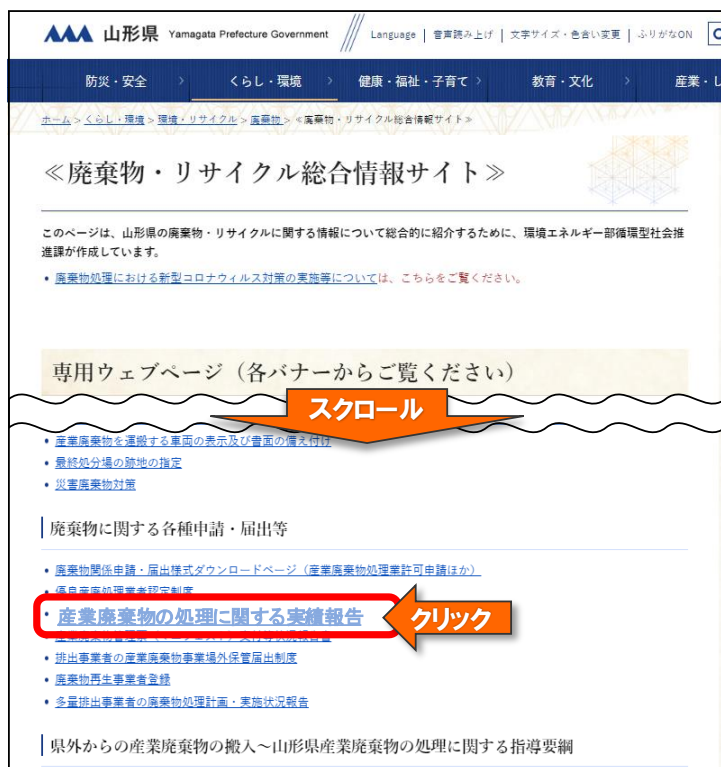 山形県 Yamagata Prefecture Government Language | 音声読み上げ | 文字サイズ・色合い変更 | ふりがなON
防災・安全 > くらし・環境 > 健康・福祉・子育て > 教育・文化 > 産業・し
ホーム > くらし・環境 > 環境・リサイクル > 廃棄物 > ≪廃棄物・リサイクル総合情報サイト≫
≪廃棄物・リサイクル総合情報サイト≫
このページは、山形県の廃棄物・リサイクルに関する情報について総合的に紹介するために、環境エネルギー部循環型社会推
進課が作成しています。
• 廃棄物処理における新型コロナウィルス対策の実施等については、こちらをご覧ください。
専用ウェブページ（各バナーからご覧ください）
スクロール
• 産業廃棄物を運搬する車両の表示及び書面の備え付け
• 最終処分場の跡地の指定
• 災害廃棄物対策
廃棄物に関する各種申請・届出等
• 廃棄物関係申請・届出様式ダウンロードページ（産業廃棄物処理業許可申請ほか）
• 優良産廃処理業者認定制度
• 産業廃棄物の処理に関する実績報告
クリック
• 排出事業者の産業廃棄物事業場外保管届出制度
• 廃棄物再生事業者登録
• 多量排出事業者の廃棄物処理計画・実施状況報告
県外からの産業廃棄物の搬入～山形県産業廃棄物の処理に関する指導要綱